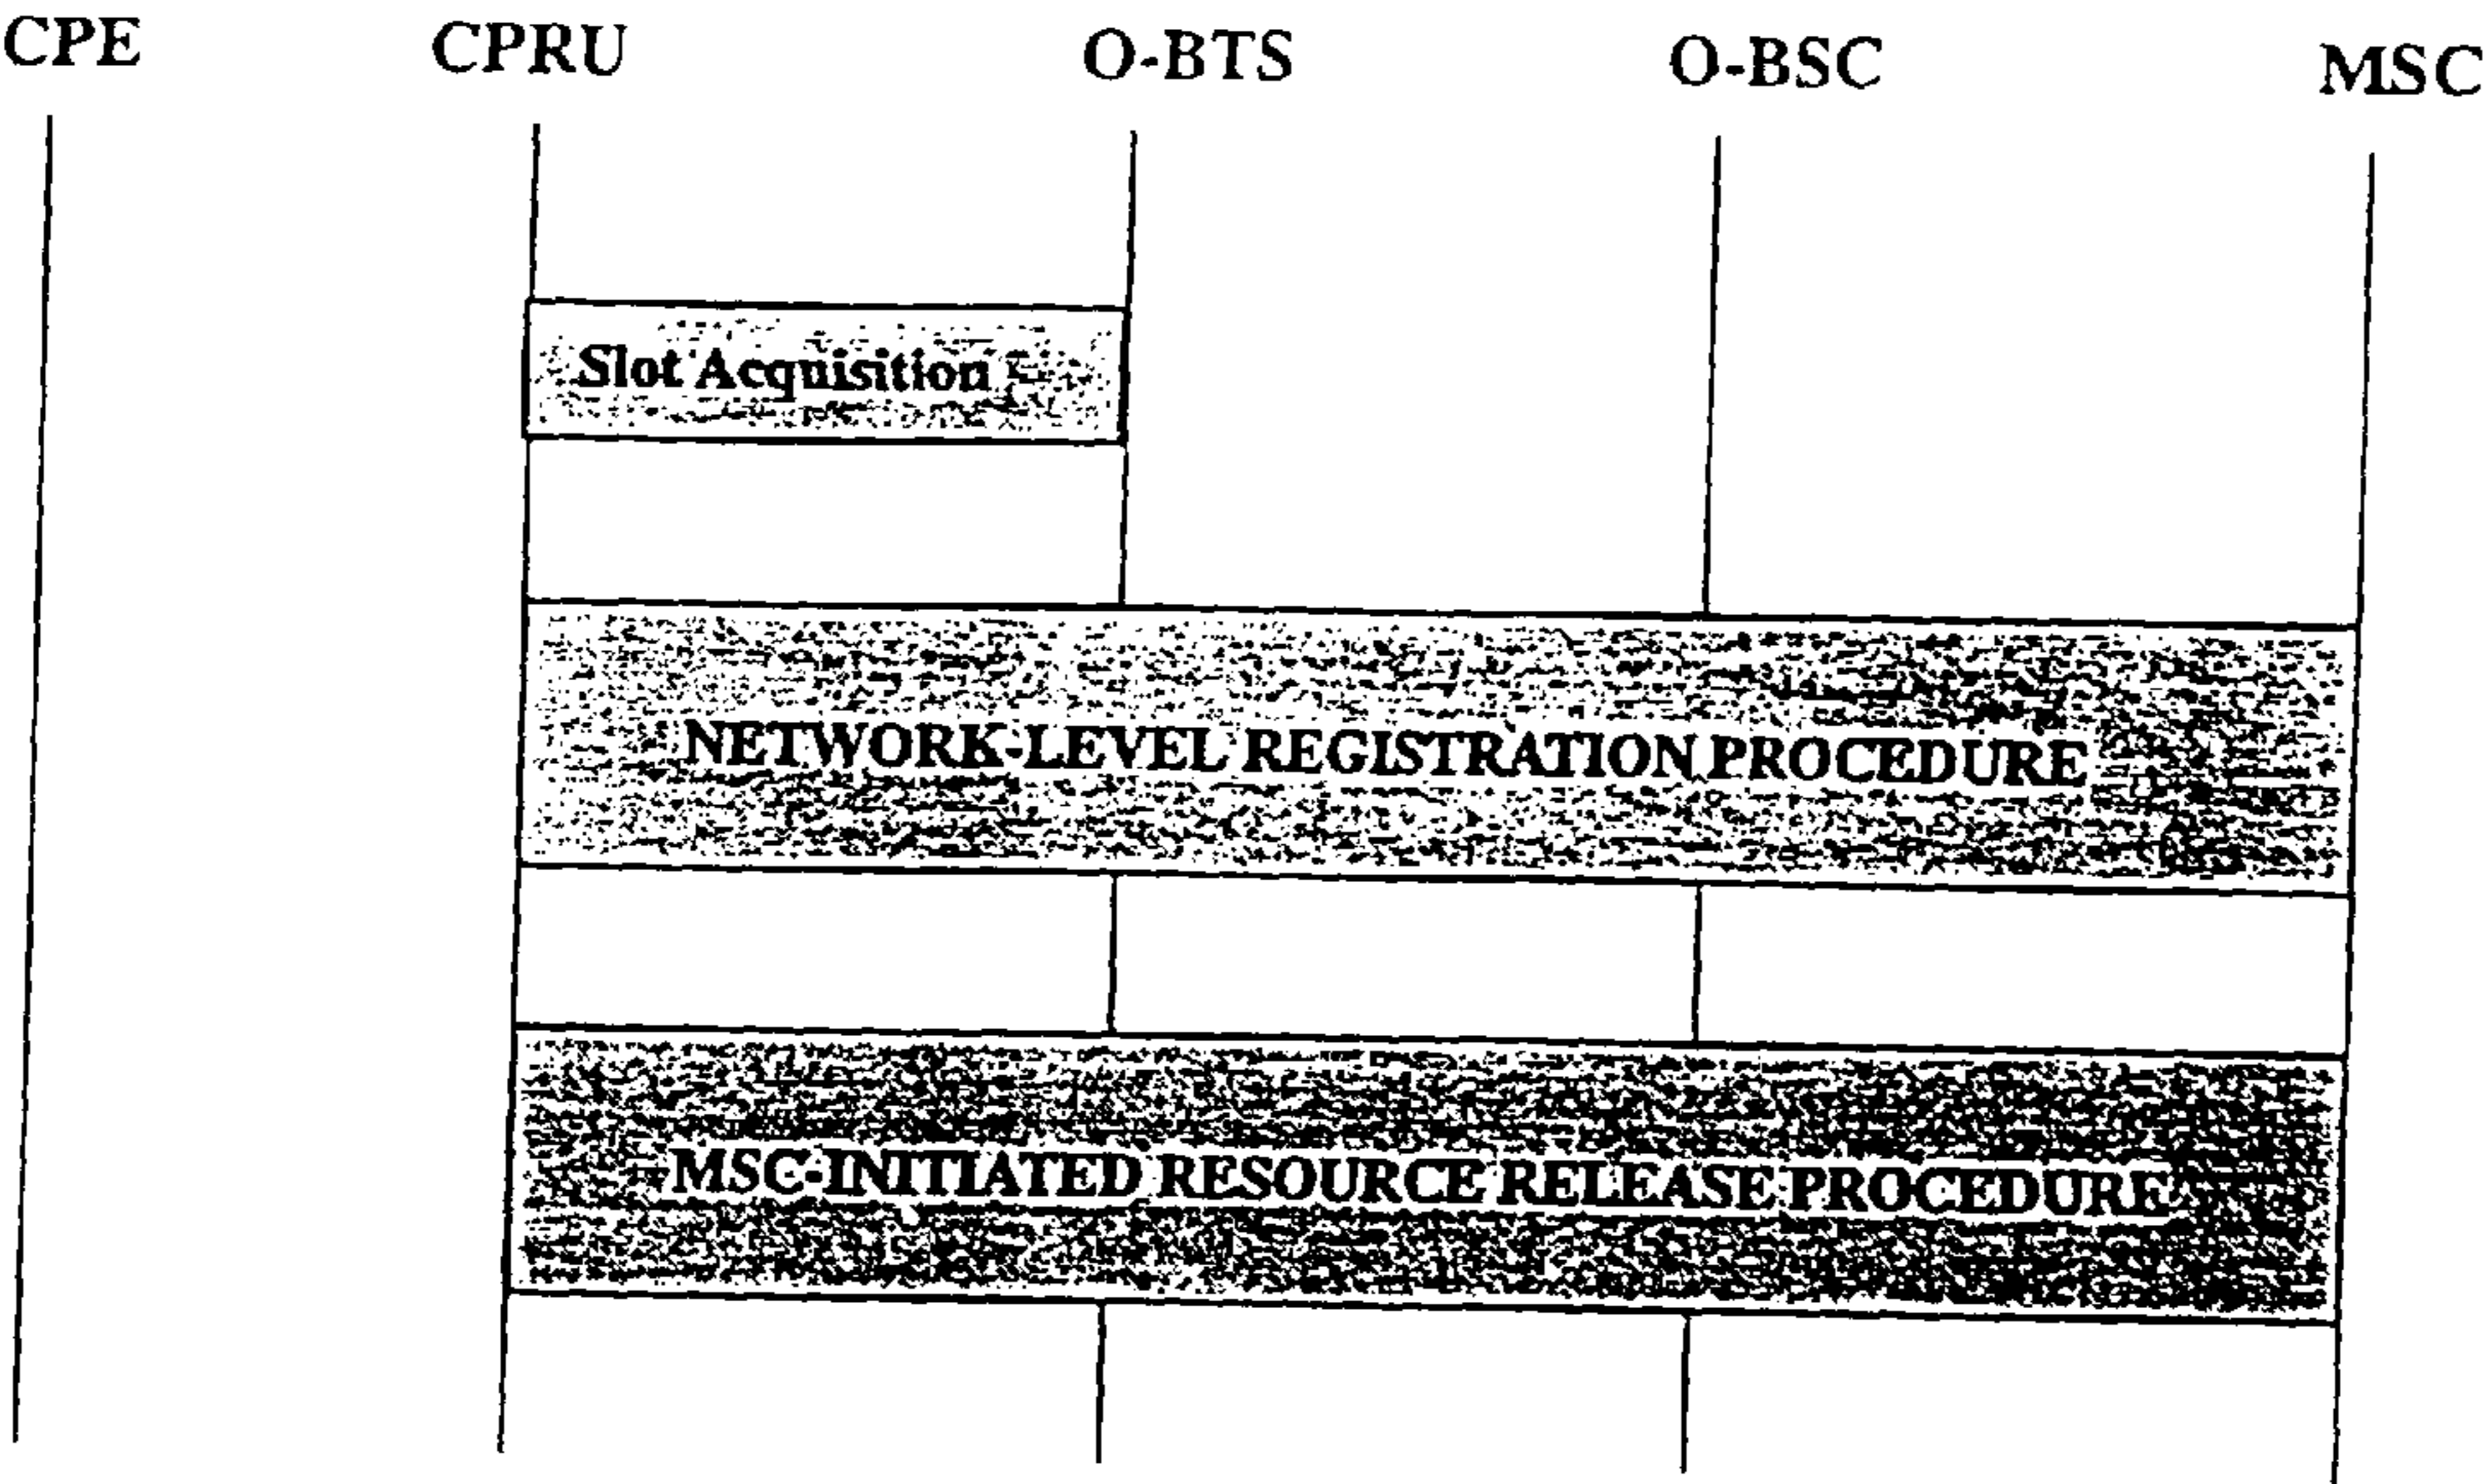 CPE CPRU O-BTS O-BSC MSC
Slot Acquisition
NETWORK-LEVEL REGISTRATION PROCEDURE
MSC-INITIATED RESOURCE RELEASE PROCEDURE